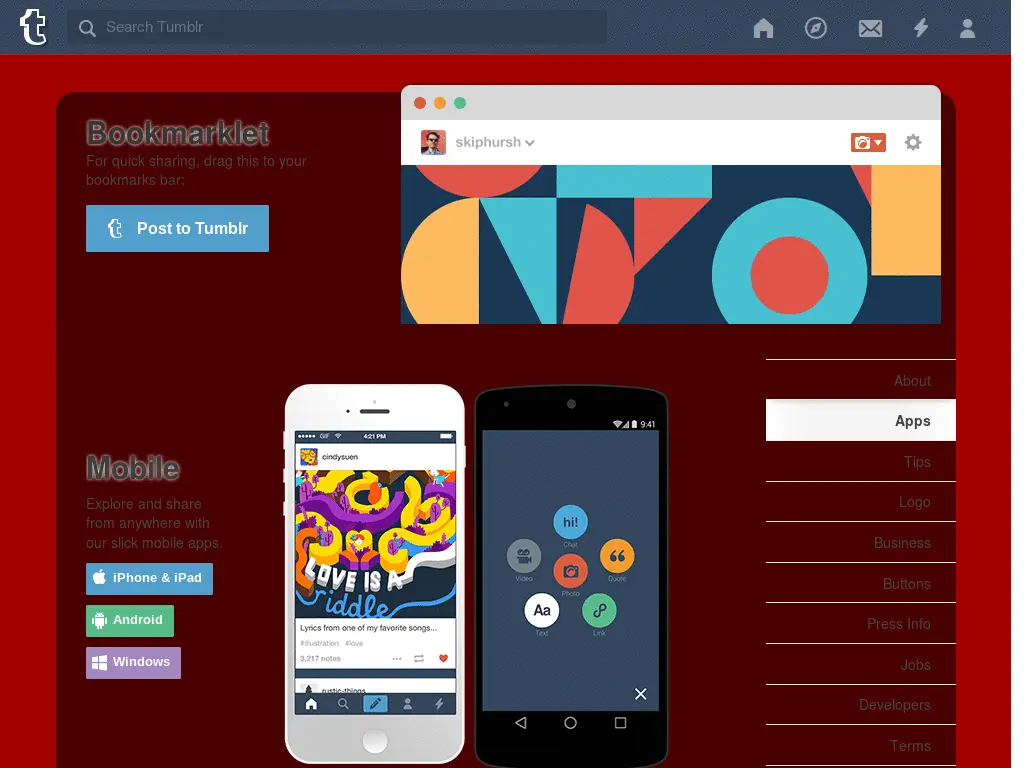 Search Tumblr
Bookmarklet
For quick sharing, drag this to your
bookmarks bar:
Post to Tumblr
skiphursh
Mobile
Explore and share
from anywhere with
our slick mobile apps.
iPhone & iPad
Android
Windows
GIF 4:21 PM
cindysuen
LOVE IS A
riddle
Lyrics from one of my favorite songs...
#illustration #love
3,217 notes
rustic-things
9:41
hi!
Chat
Video
Photo
Quote
Aa
Text
Link
About
Apps
Tips
Logo
Business
Buttons
Press Info
Jobs
Developers
Terms